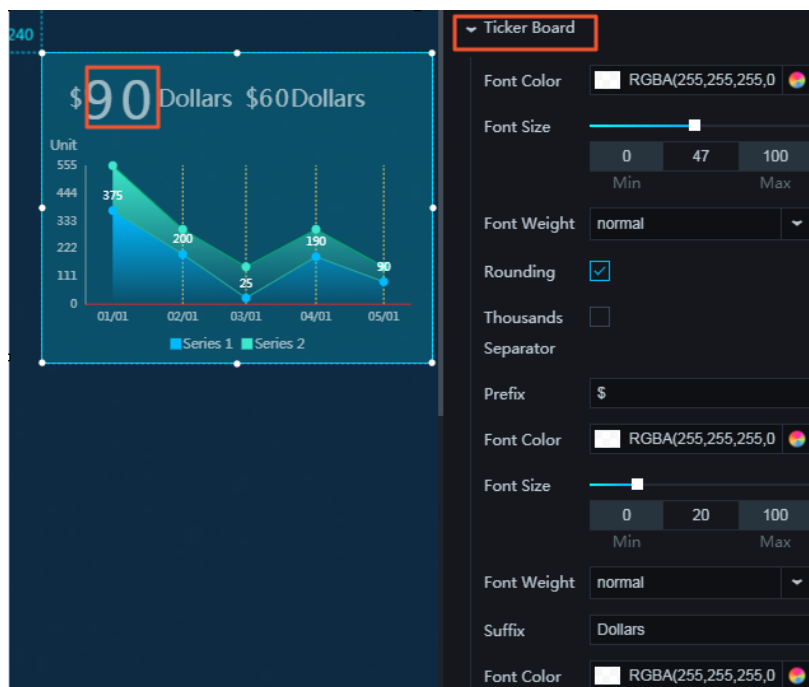 240
$90Dollars $60Dollars
Unit
555
444
333
222
111
0
375
200
25
190
90
01/01 02/01 03/01 04/01 05/01
Series 1 Series 2
Ticker Board
Font Color RGBA(255,255,255,0
Font Size
0 47 100
Min Max
Font Weight normal
Rounding
Thousands
Separator
Prefix $
Font Color RGBA(255,255,255,0
Font Size
0 20 100
Min Max
Font Weight normal
Suffix Dollars
Font Color RGBA(255,255,255,0